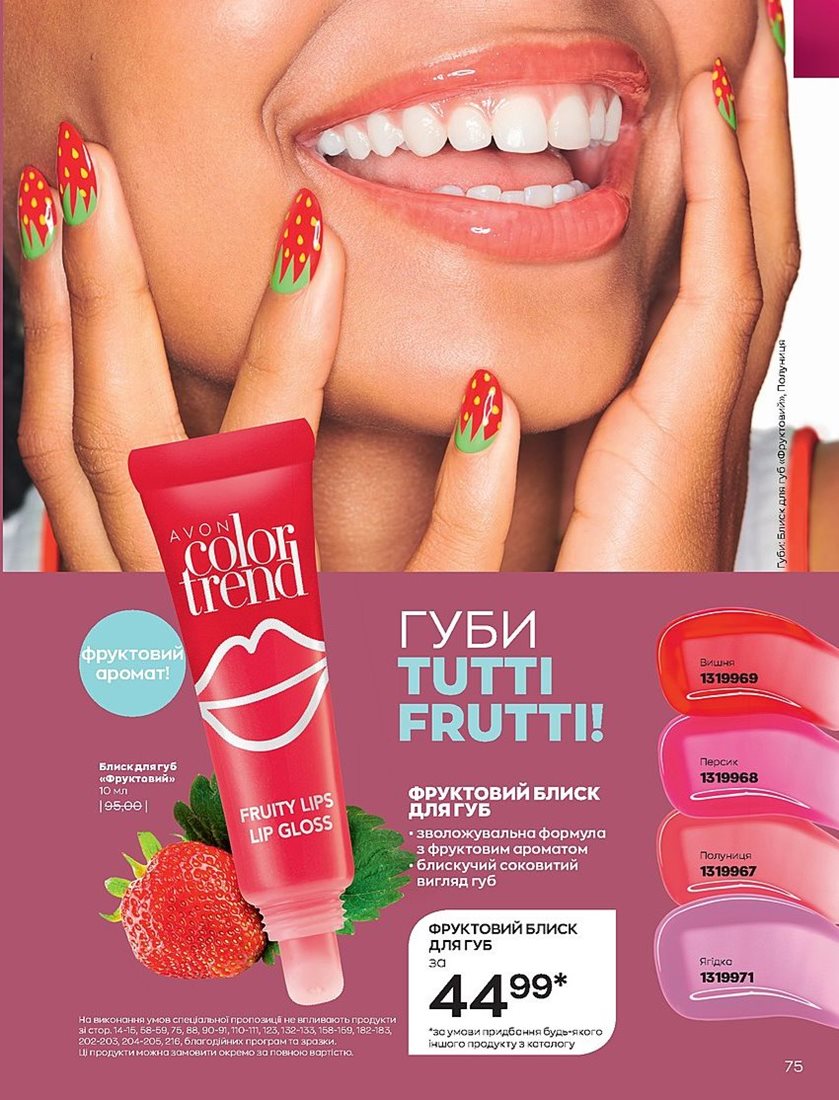 Губи: Блиск для губ «Фруктовий», Полуниця
AVON
color
trend
FRUITY LIPS
LIP GLOSS
фруктовий
аромат!
Блиск для губ
«Фруктовий»
10 мл
|95,00|
ГУБИ
TUTTI
FRUTTI!
ФРУКТОВИЙ БЛИСК
ДЛЯ ГУБ
• зволожувальна формула
з фруктовим ароматом
• блискучий соковитий
вигляд губ
ФРУКТОВИЙ БЛИСК
ДЛЯ ГУБ
за
44,99*
*за умови придбання будь-якого
іншого продукту з каталогу
Вишня
1319969
Персик
1319968
Полуниця
1319967
Ягідка
1319971
На виконання умов спеціальної пропозиції не впливають продукти
зі стор. 14-15, 58-59, 75, 88, 90-91, 110-111, 123, 132-133, 158-159, 182-183,
202-203, 204-205, 216, благодійних програм та зразки.
Ці продукти можна замовити окремо за повною вартістю.
75